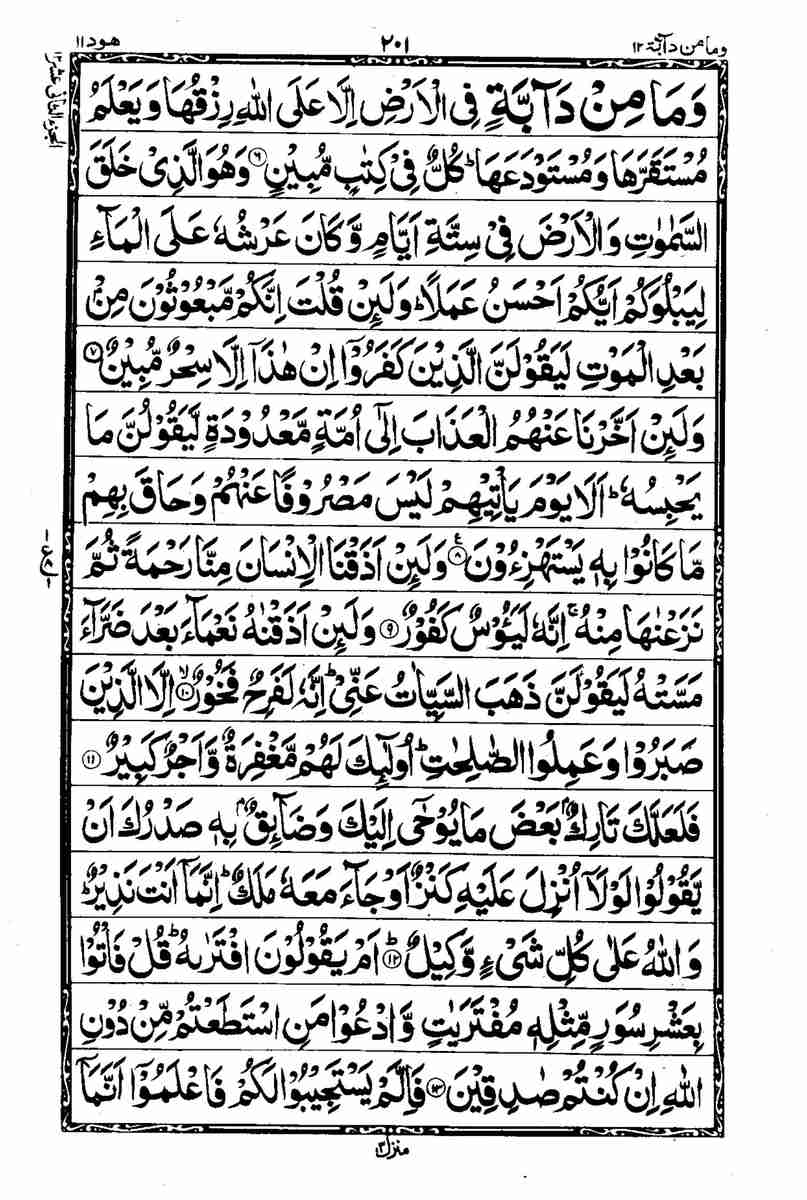 وما من دآبة ١٢
٢٠١
هود ١١
الجزء الثانی عشر ١٢
وَمَا مِنْ دَآبَّةٍ فِي الْاَرْضِ اِلَّا عَلَى اللّٰهِ رِزْقُهَا وَيَعْلَمُ
مُسْتَقَرَّهَا وَمُسْتَوْدَعَهَا ؕ كُلٌّ فِيْ كِتٰبٍ مُّبِيْنٍ ۝٦ وَهُوَ الَّذِيْ خَلَقَ
السَّمٰوٰتِ وَالْاَرْضَ فِيْ سِتَّةِ اَيَّامٍ وَّكَانَ عَرْشُهٗ عَلَى الْمَآءِ
لِيَبْلُوَكُمْ اَيُّكُمْ اَحْسَنُ عَمَلًا ؕ وَلَئِنْ قُلْتَ اِنَّكُمْ مَّبْعُوْثُوْنَ مِنْۢ
بَعْدِ الْمَوْتِ لَيَقُوْلَنَّ الَّذِيْنَ كَفَرُوْۤا اِنْ هٰذَاۤ اِلَّا سِحْرٌ مُّبِيْنٌ ۝٧
وَلَئِنْ اَخَّرْنَا عَنْهُمُ الْعَذَابَ اِلٰۤى اُمَّةٍ مَّعْدُوْدَةٍ لَّيَقُوْلُنَّ مَا
يَحْبِسُهٗ ؕ اَلَا يَوْمَ يَاْتِيْهِمْ لَيْسَ مَصْرُوْفًا عَنْهُمْ وَحَاقَ بِهِمْ
مَّا كَانُوْا بِهٖ يَسْتَهْزِءُوْنَ ۝٨ وَلَئِنْ اَذَقْنَا الْاِنْسَانَ مِنَّا رَحْمَةً ثُمَّ
نَزَعْنٰهَا مِنْهُ ۚ اِنَّهٗ لَيَـُٔوْسٌ كَفُوْرٌ ۝٩ وَلَئِنْ اَذَقْنٰهُ نَعْمَآءَ بَعْدَ ضَرَّآءَ
مَسَّتْهُ لَيَقُوْلَنَّ ذَهَبَ السَّيِّاٰتُ عَنِّيْ ؕ اِنَّهٗ لَفَرِحٌ فَخُوْرٌ ۝١٠ اِلَّا الَّذِيْنَ
صَبَرُوْا وَعَمِلُوا الصّٰلِحٰتِ ؕ اُولٰٓئِكَ لَهُمْ مَّغْفِرَةٌ وَّاَجْرٌ كَبِيْرٌ ۝١١
فَلَعَلَّكَ تَارِكٌۢ بَعْضَ مَا يُوْحٰۤى اِلَيْكَ وَضَآئِقٌۢ بِهٖ صَدْرُكَ اَنْ
يَّقُوْلُوْا لَوْلَاۤ اُنْزِلَ عَلَيْهِ كَنْزٌ اَوْ جَآءَ مَعَهٗ مَلَكٌ ؕ اِنَّمَاۤ اَنْتَ نَذِيْرٌ ؕ
وَاللّٰهُ عَلٰى كُلِّ شَيْءٍ وَّكِيْلٌ ۝١٢ؕ اَمْ يَقُوْلُوْنَ افْتَرٰىهُ ؕ قُلْ فَاْتُوْا
بِعَشْرِ سُوَرٍ مِّثْلِهٖ مُفْتَرَيٰتٍ وَّادْعُوْا مَنِ اسْتَطَعْتُمْ مِّنْ دُوْنِ
اللّٰهِ اِنْ كُنْتُمْ صٰدِقِيْنَ ۝١٣ فَاِلَّمْ يَسْتَجِيْبُوْا لَكُمْ فَاعْلَمُوْۤا اَنَّمَاۤ
منزل ٣